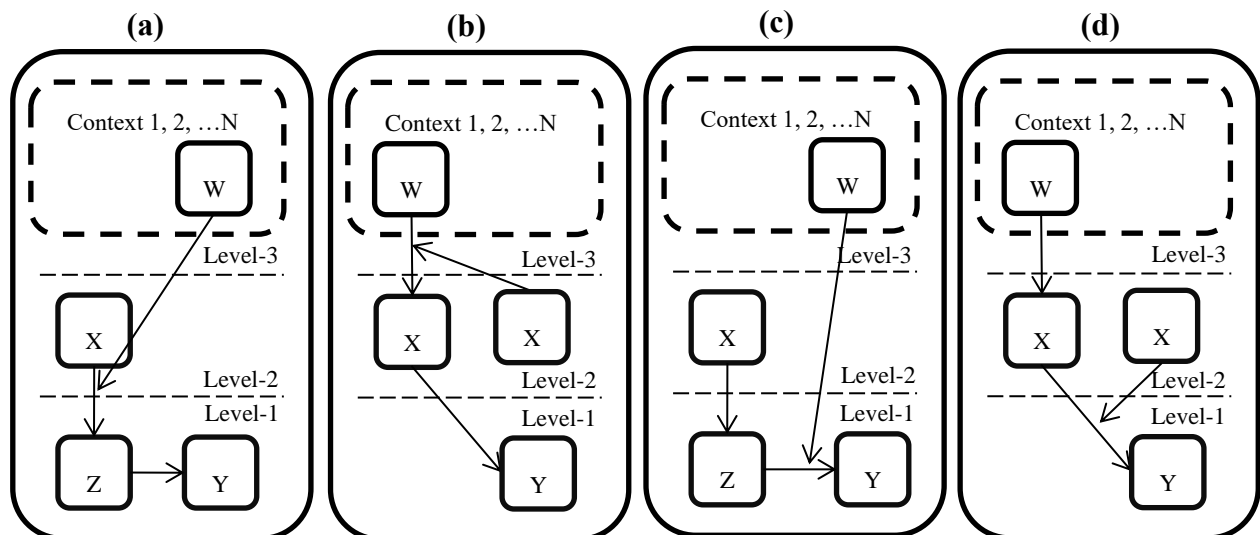 (a)
Context 1, 2, …N
W
Level-3
X
Level-2
Level-1
Z
Y
(b)
Context 1, 2, …N
W
Level-3
X
X
Level-2
Level-1
Y
(c)
Context 1, 2, …N
W
Level-3
X
Level-2
Level-1
Z
Y
(d)
Context 1, 2, …N
W
Level-3
X
X
Level-2
Level-1
Y